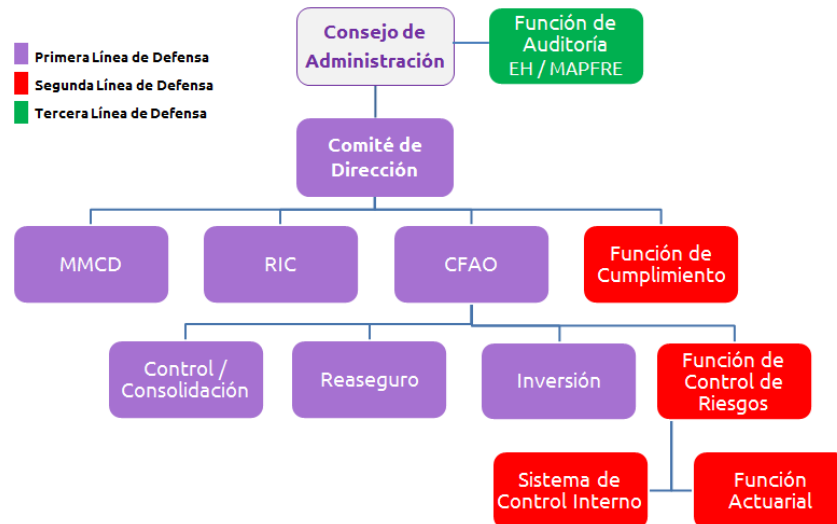 Consejo de
Administración
Función de
Auditoría
EH / MAPFRE
Primera Línea de Defensa
Segunda Línea de Defensa
Tercera Línea de Defensa
Comité de
Dirección
MMCD
RIC
CFAO
Función de
Cumplimiento
Control /
Consolidación
Reaseguro
Inversión
Función de
Control de
Riesgos
Sistema de
Control Interno
Función
Actuarial